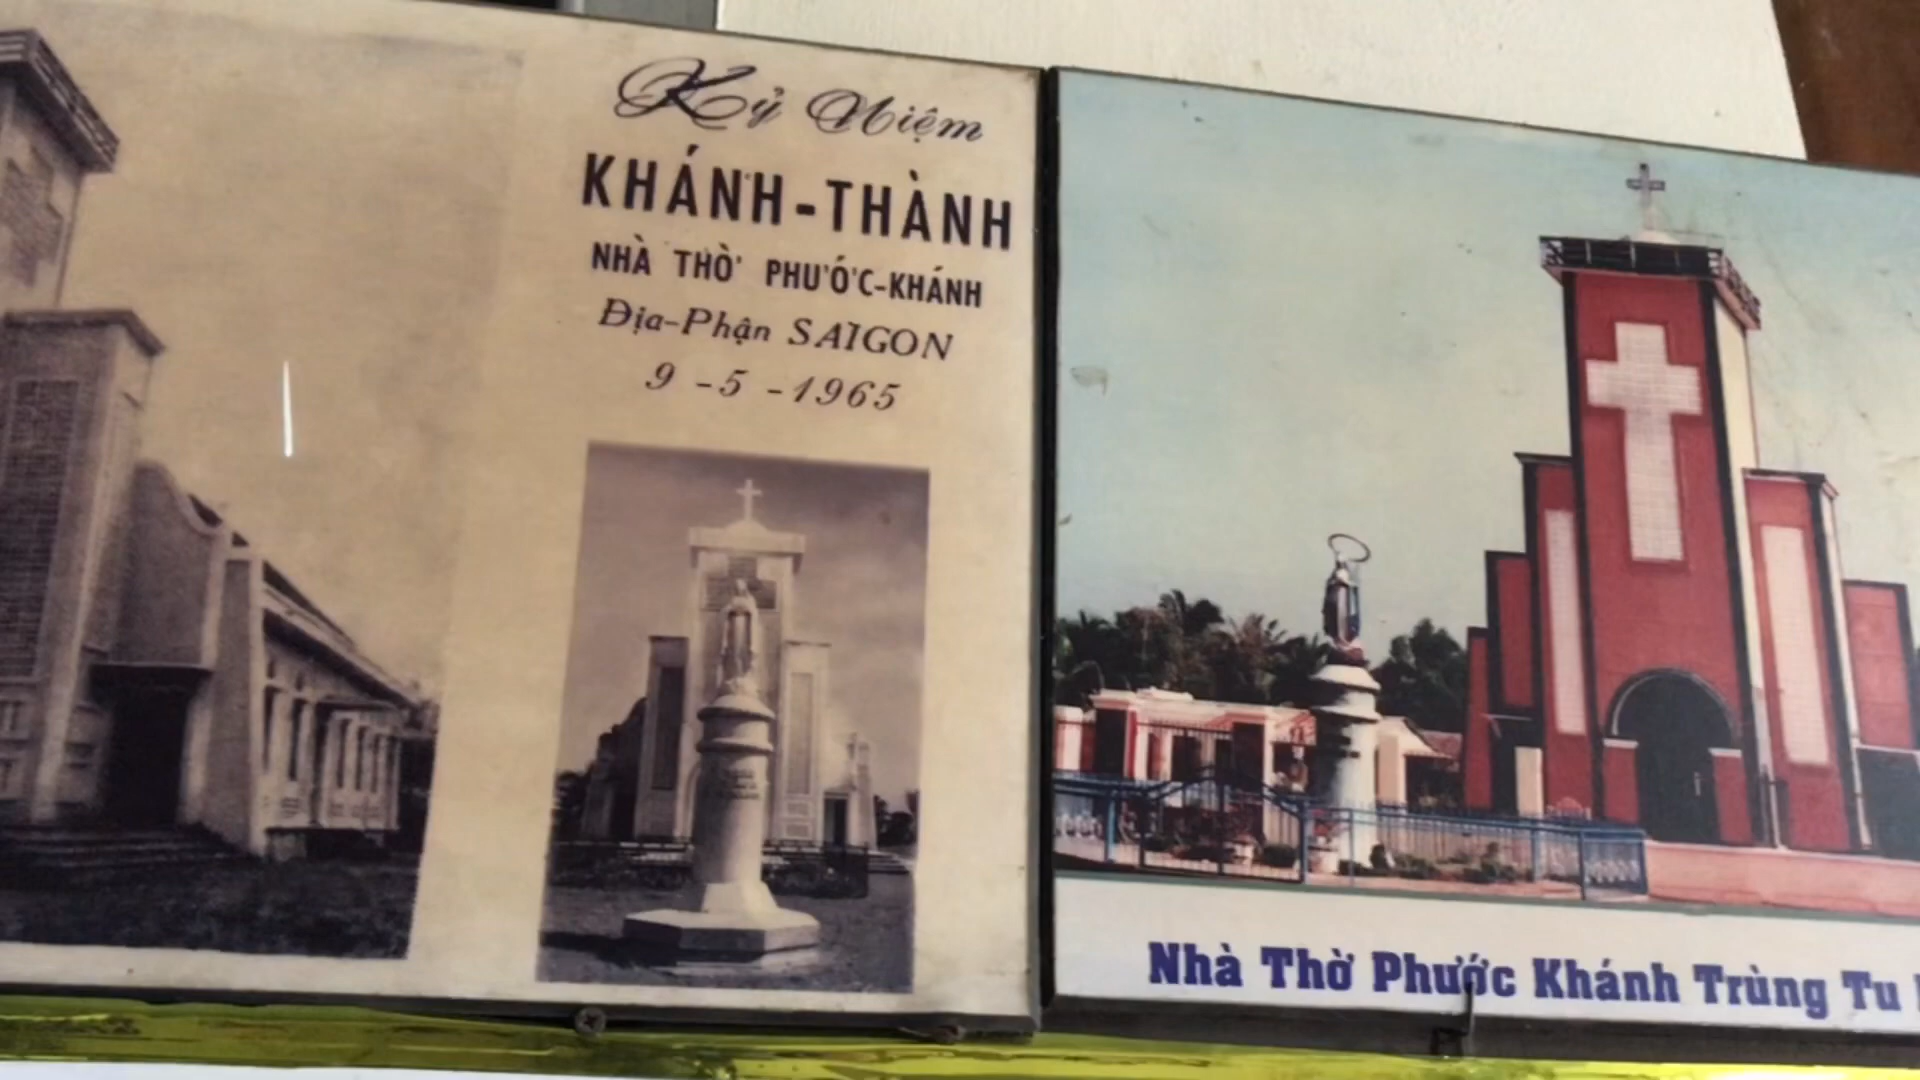 Kỷ Niệm
KHÁNH-THÀNH
NHÀ THỜ PHƯỚC-KHÁNH
Địa-Phận SAIGON
9-5-1965
Nhà Thờ Phước Khánh Trùng Tu